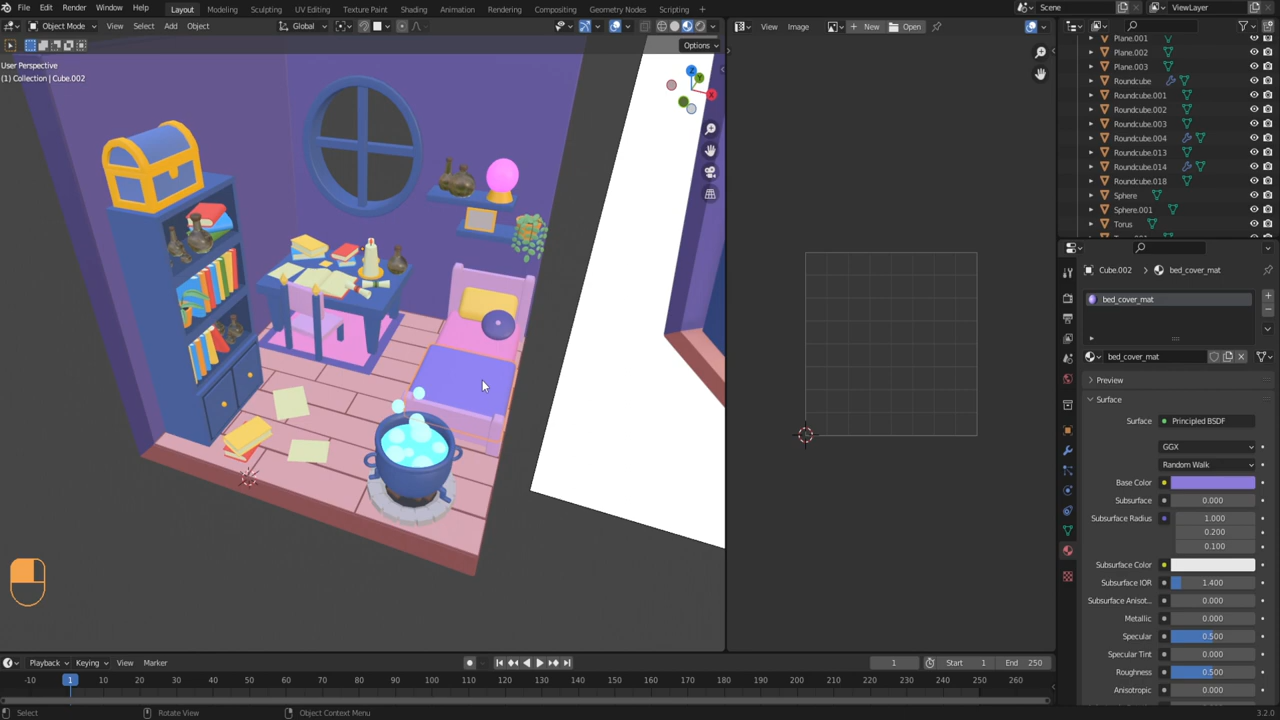 File Edit Render Window Help
Layout Modeling Sculpting UV Editing Texture Paint Shading Animation Rendering Compositing Geometry Nodes Scripting
Scene
ViewLayer
Object Mode View Select Add Object Global
View Image New Open
Options
User Perspective
(1) Collection | Cube.002
Z
Y
X
Plane.001
Plane.002
Plane.003
Roundcube
Roundcube.001
Roundcube.002
Roundcube.003
Roundcube.004
Roundcube.013
Roundcube.014
Roundcube.018
Sphere
Sphere.001
Torus
Cube.002 > bed_cover_mat
bed_cover_mat
bed_cover_mat
Preview
Surface
Surface Principled BSDF
GGX
Random Walk
Base Color
Subsurface 0.000
Subsurface Radius 1.000
0.200
0.100
Subsurface Color
Subsurface IOR 1.400
Subsurface Anisot... 0.000
Metallic 0.000
Specular 0.500
Specular Tint 0.000
Roughness 0.500
Anisotropic 0.000
Playback Keying View Marker
1 Start 1 End 250
-10 1 10 20 30 40 50 60 70 80 90 100 110 120 130 140 150 160 170 180 190 200 210 220 230 240 250 260
Select Rotate View Object Context Menu
3.2.0